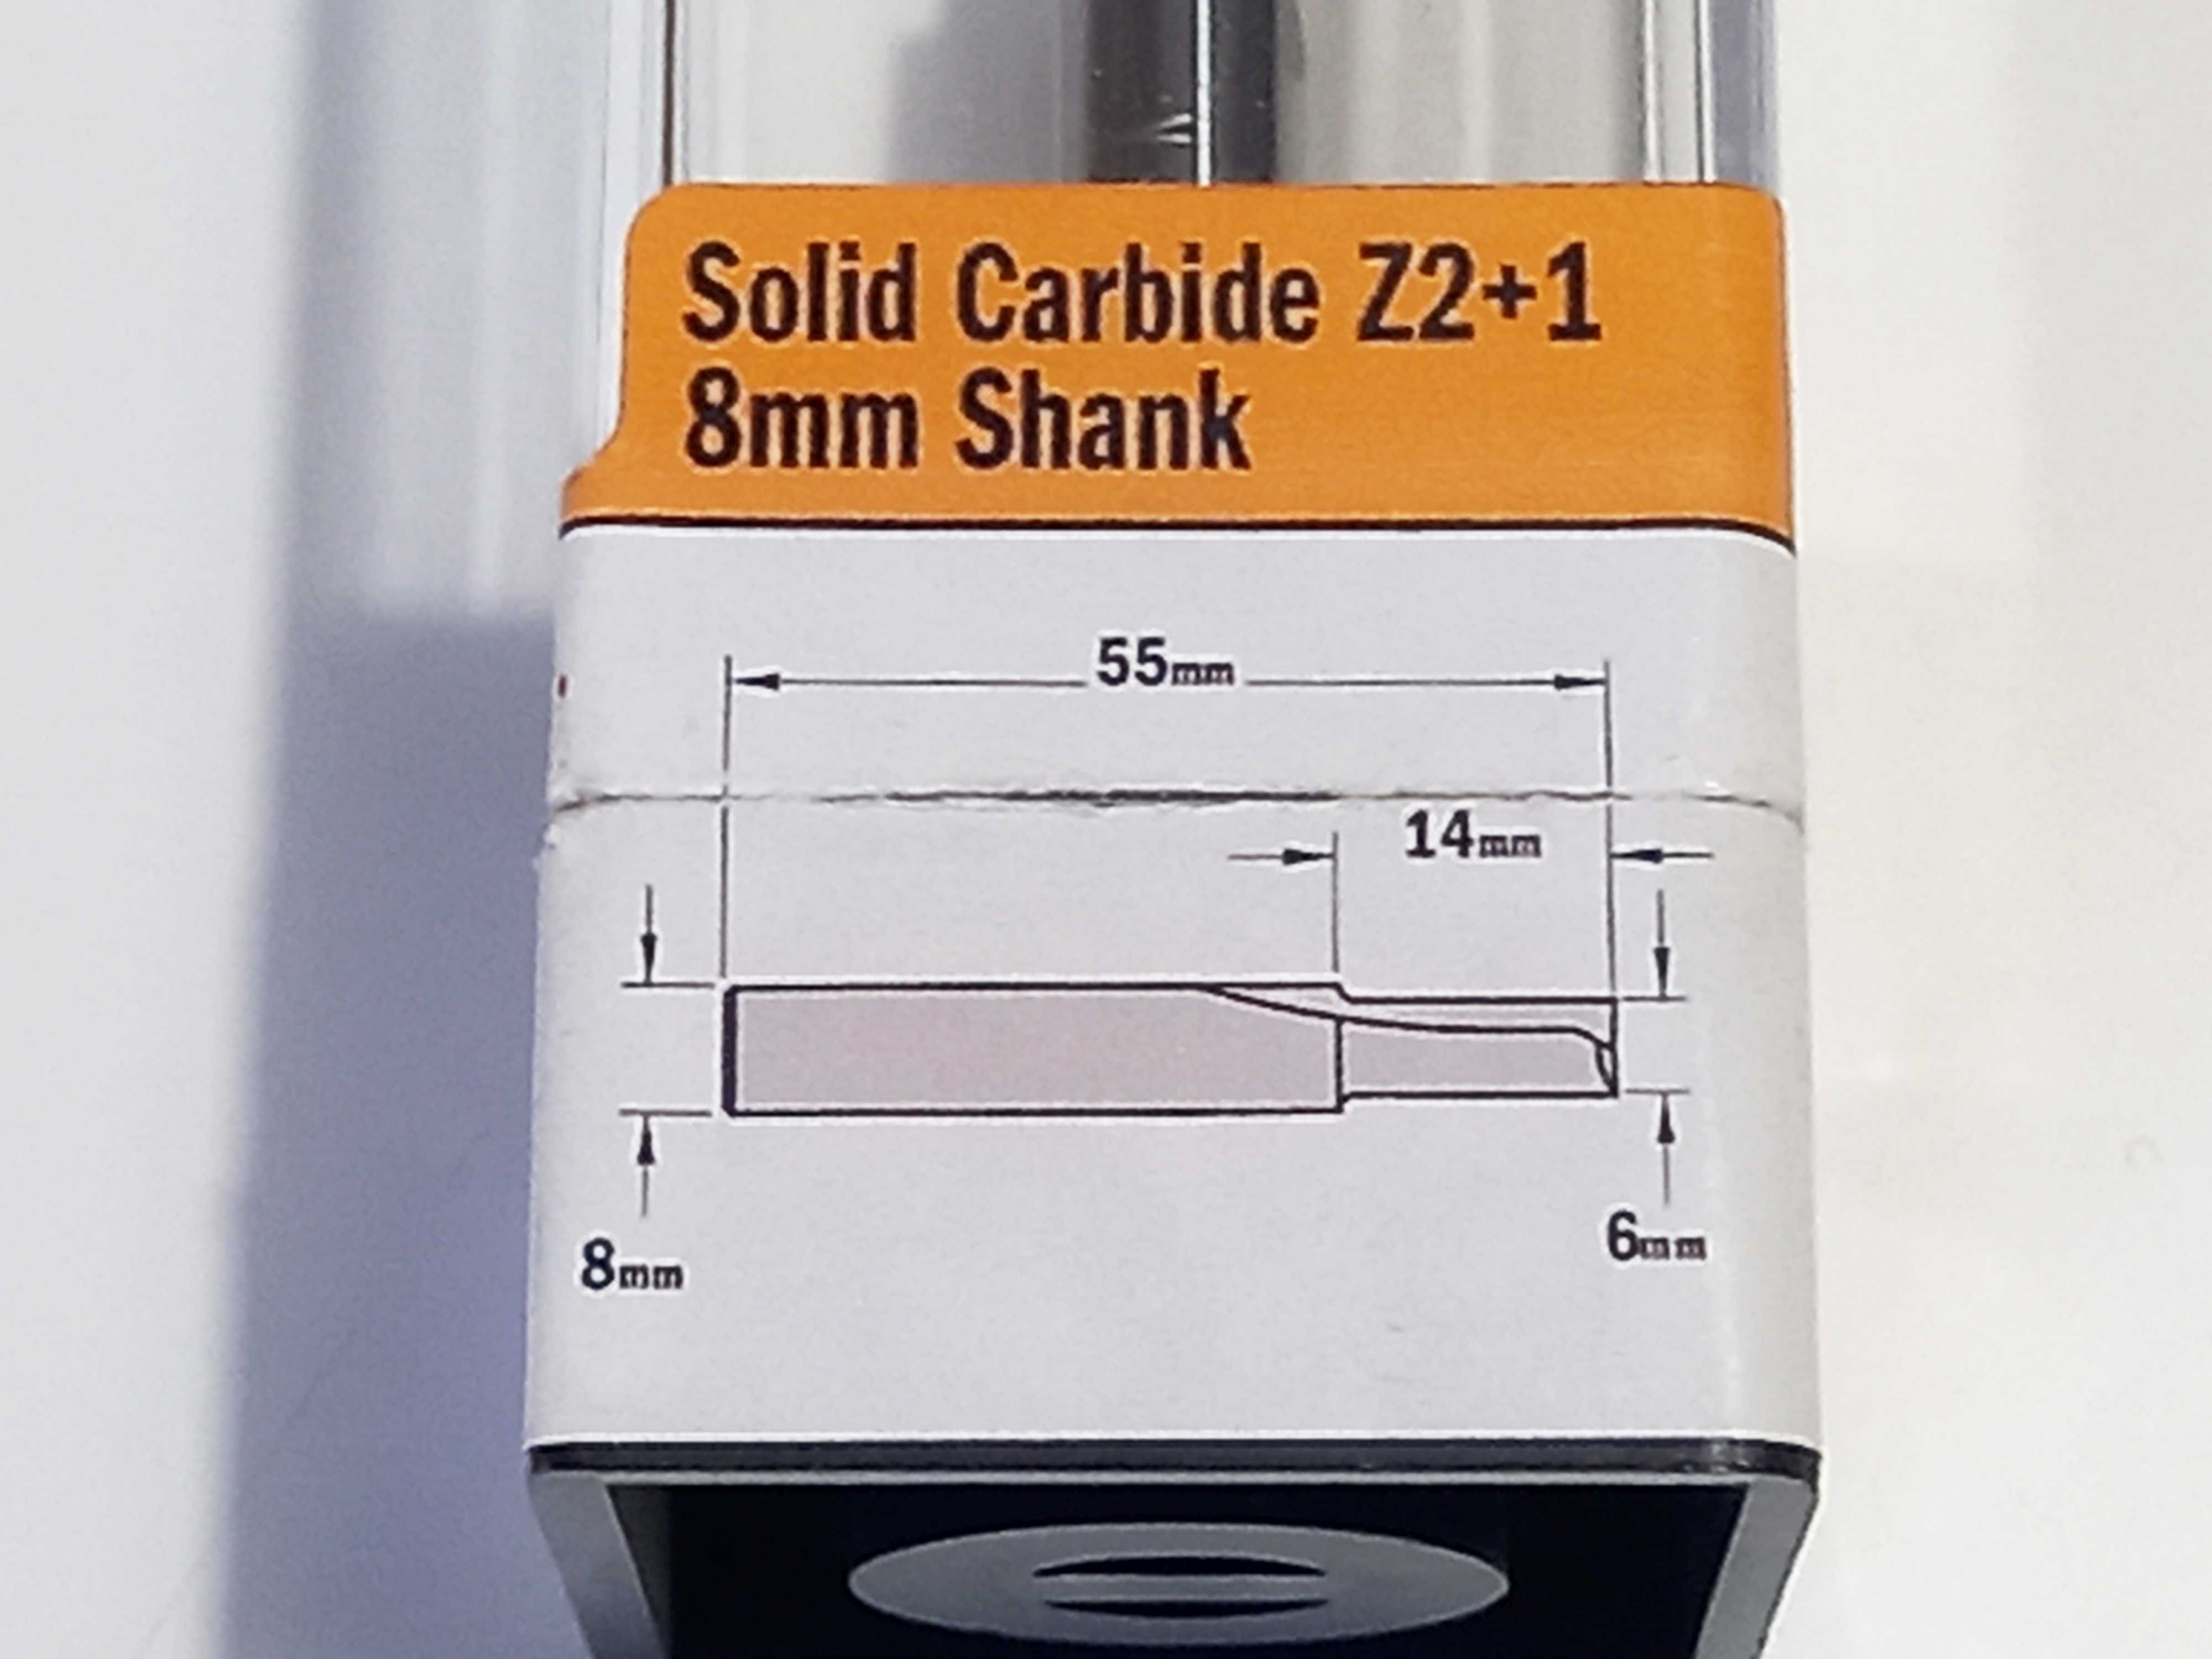 Solid Carbide Z2+1
8mm Shank
55mm
14mm
8mm
6mm